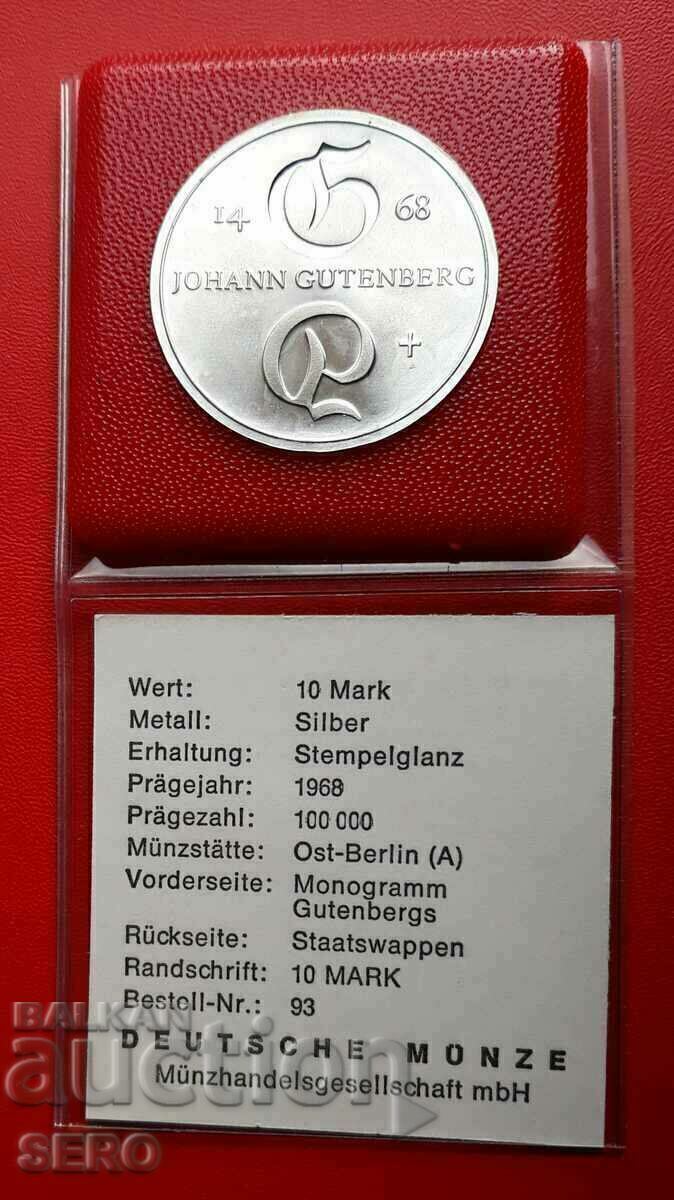 G
14 68
JOHANN GUTENBERG
+
Wert: 10 Mark
Metall: Silber
Erhaltung: Stempelglanz
Prägejahr: 1968
Prägezahl: 100 000
Münzstätte: Ost-Berlin (A)
Vorderseite: Monogramm
Gutenbergs
Rückseite: Staatswappen
Randschrift: 10 MARK
Bestell-Nr.: 93
DEUTSCHE MÜNZE
Münzhandelsgesellschaft mbH
BALKAN
auction
SERO